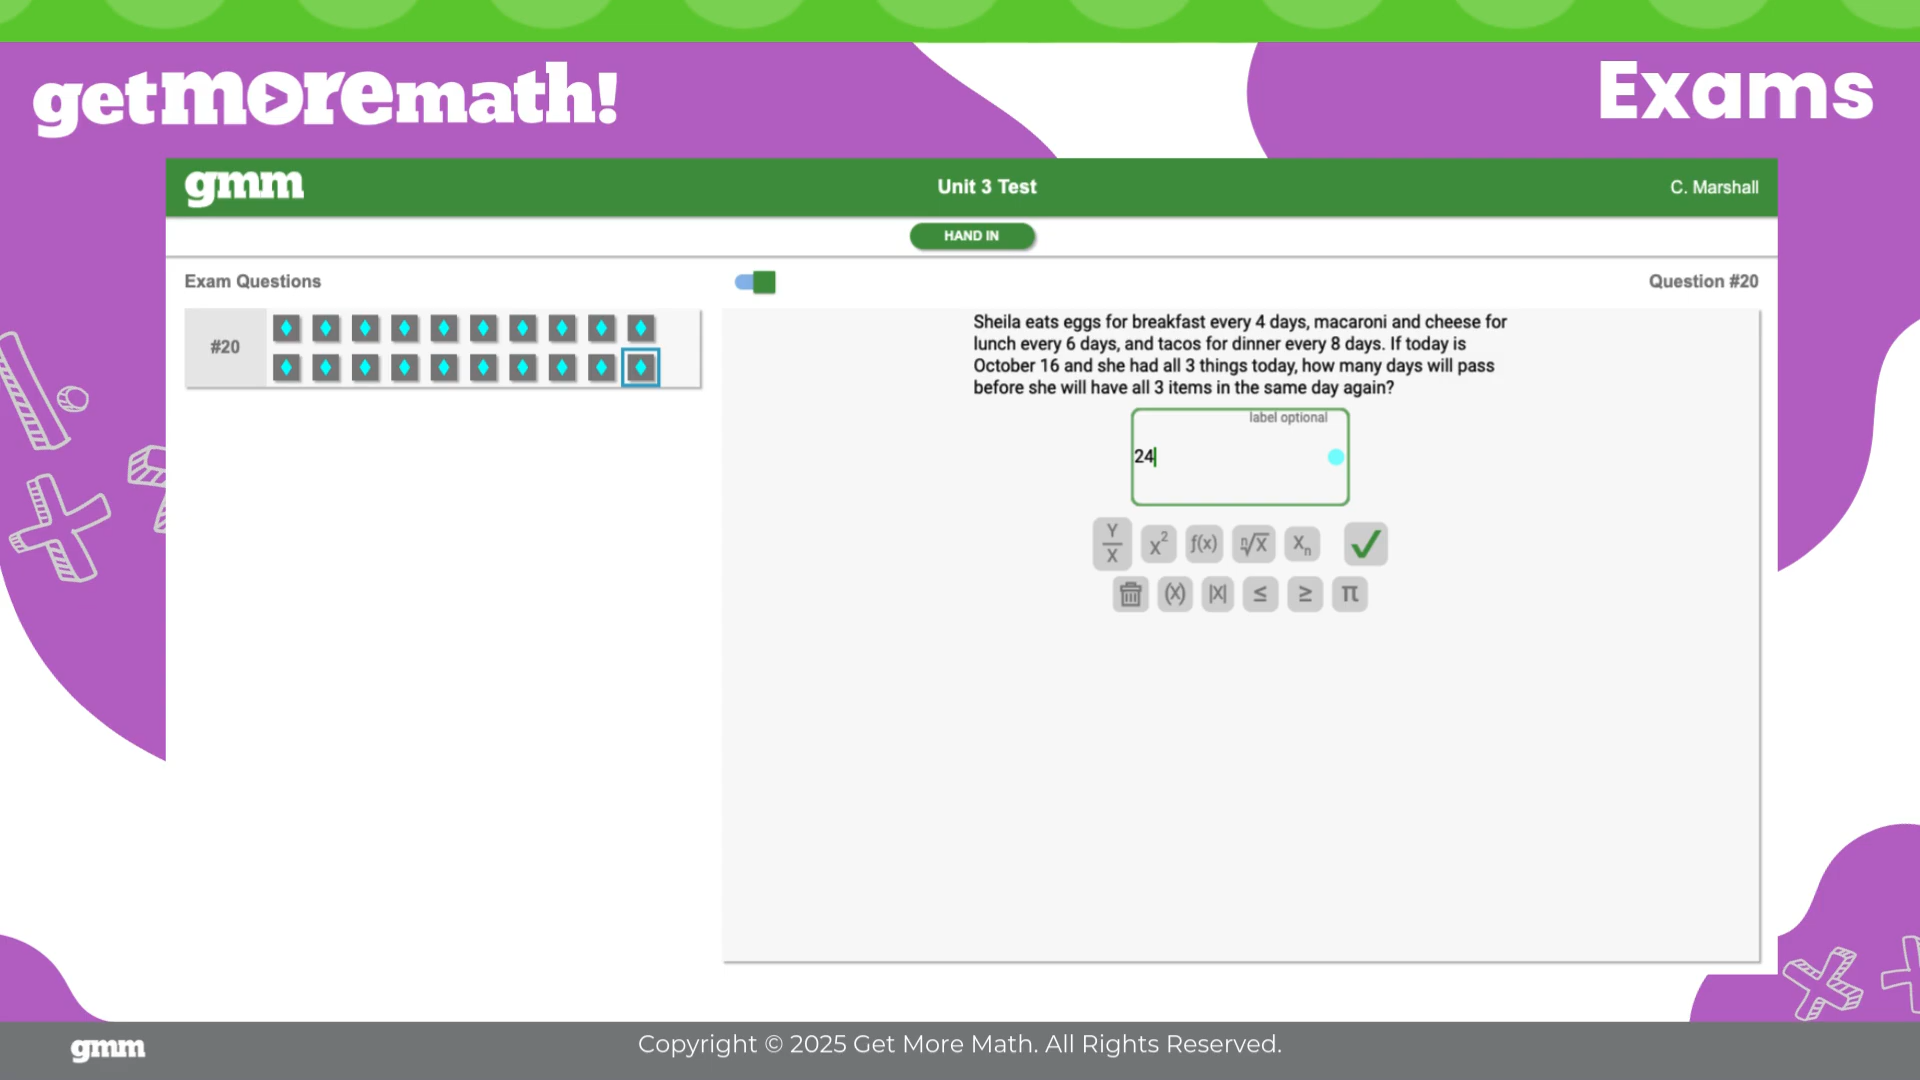 getmoremath!
Exams
gmm
Unit 3 Test
C. Marshall
HAND IN
Exam Questions
Question #20
#20
Sheila eats eggs for breakfast every 4 days, macaroni and cheese for
lunch every 6 days, and tacos for dinner every 8 days. If today is
October 16 and she had all 3 things today, how many days will pass
before she will have all 3 items in the same day again?
label optional
24
Y/X x² f(x) ⁿ√X Xₙ
(X) |X| ≤ ≥ π
gmm
Copyright © 2025 Get More Math. All Rights Reserved.